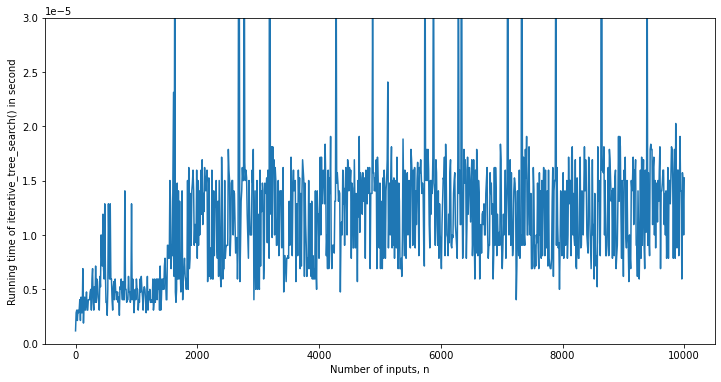 1e−5
3.0
2.5
2.0
1.5
1.0
0.5
0.0
Running time of iterative_tree_search() in second
0 2000 4000 6000 8000 10000
Number of inputs, n